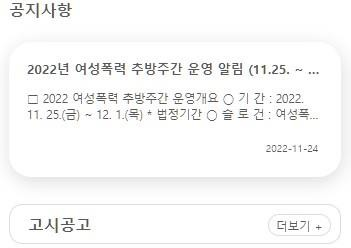 공지사항
2022년 여성폭력 추방주간 운영 알림 (11.25. ~ ...
□ 2022 여성폭력 추방주간 운영개요 ○ 기 간 : 2022.
11. 25.(금) ~ 12. 1.(목) * 법정기간 ○ 슬 로 건 : 여성폭...
2022-11-24
고시공고
더보기 +